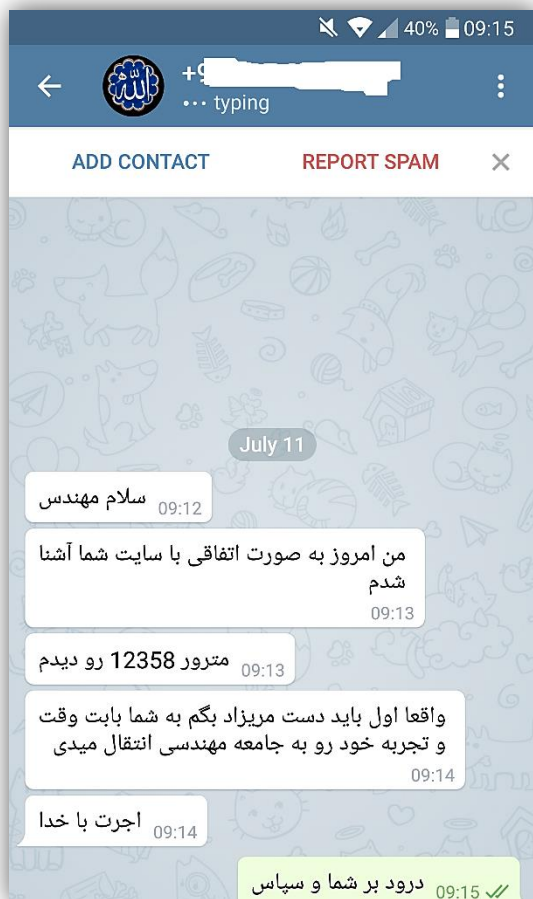 40% 09:15
+9
typing
ADD CONTACT REPORT SPAM
July 11
سلام مهندس
09:12
من امروز به صورت اتفاقی با سایت شما آشنا
شدم
09:13
مترور 12358 رو دیدم
09:13
واقعا اول باید دست مریزاد بگم به شما بابت وقت
و تجربه خود رو به جامعه مهندسی انتقال میدی
09:14
اجرت با خدا
09:14
درود بر شما و سپاس
09:15